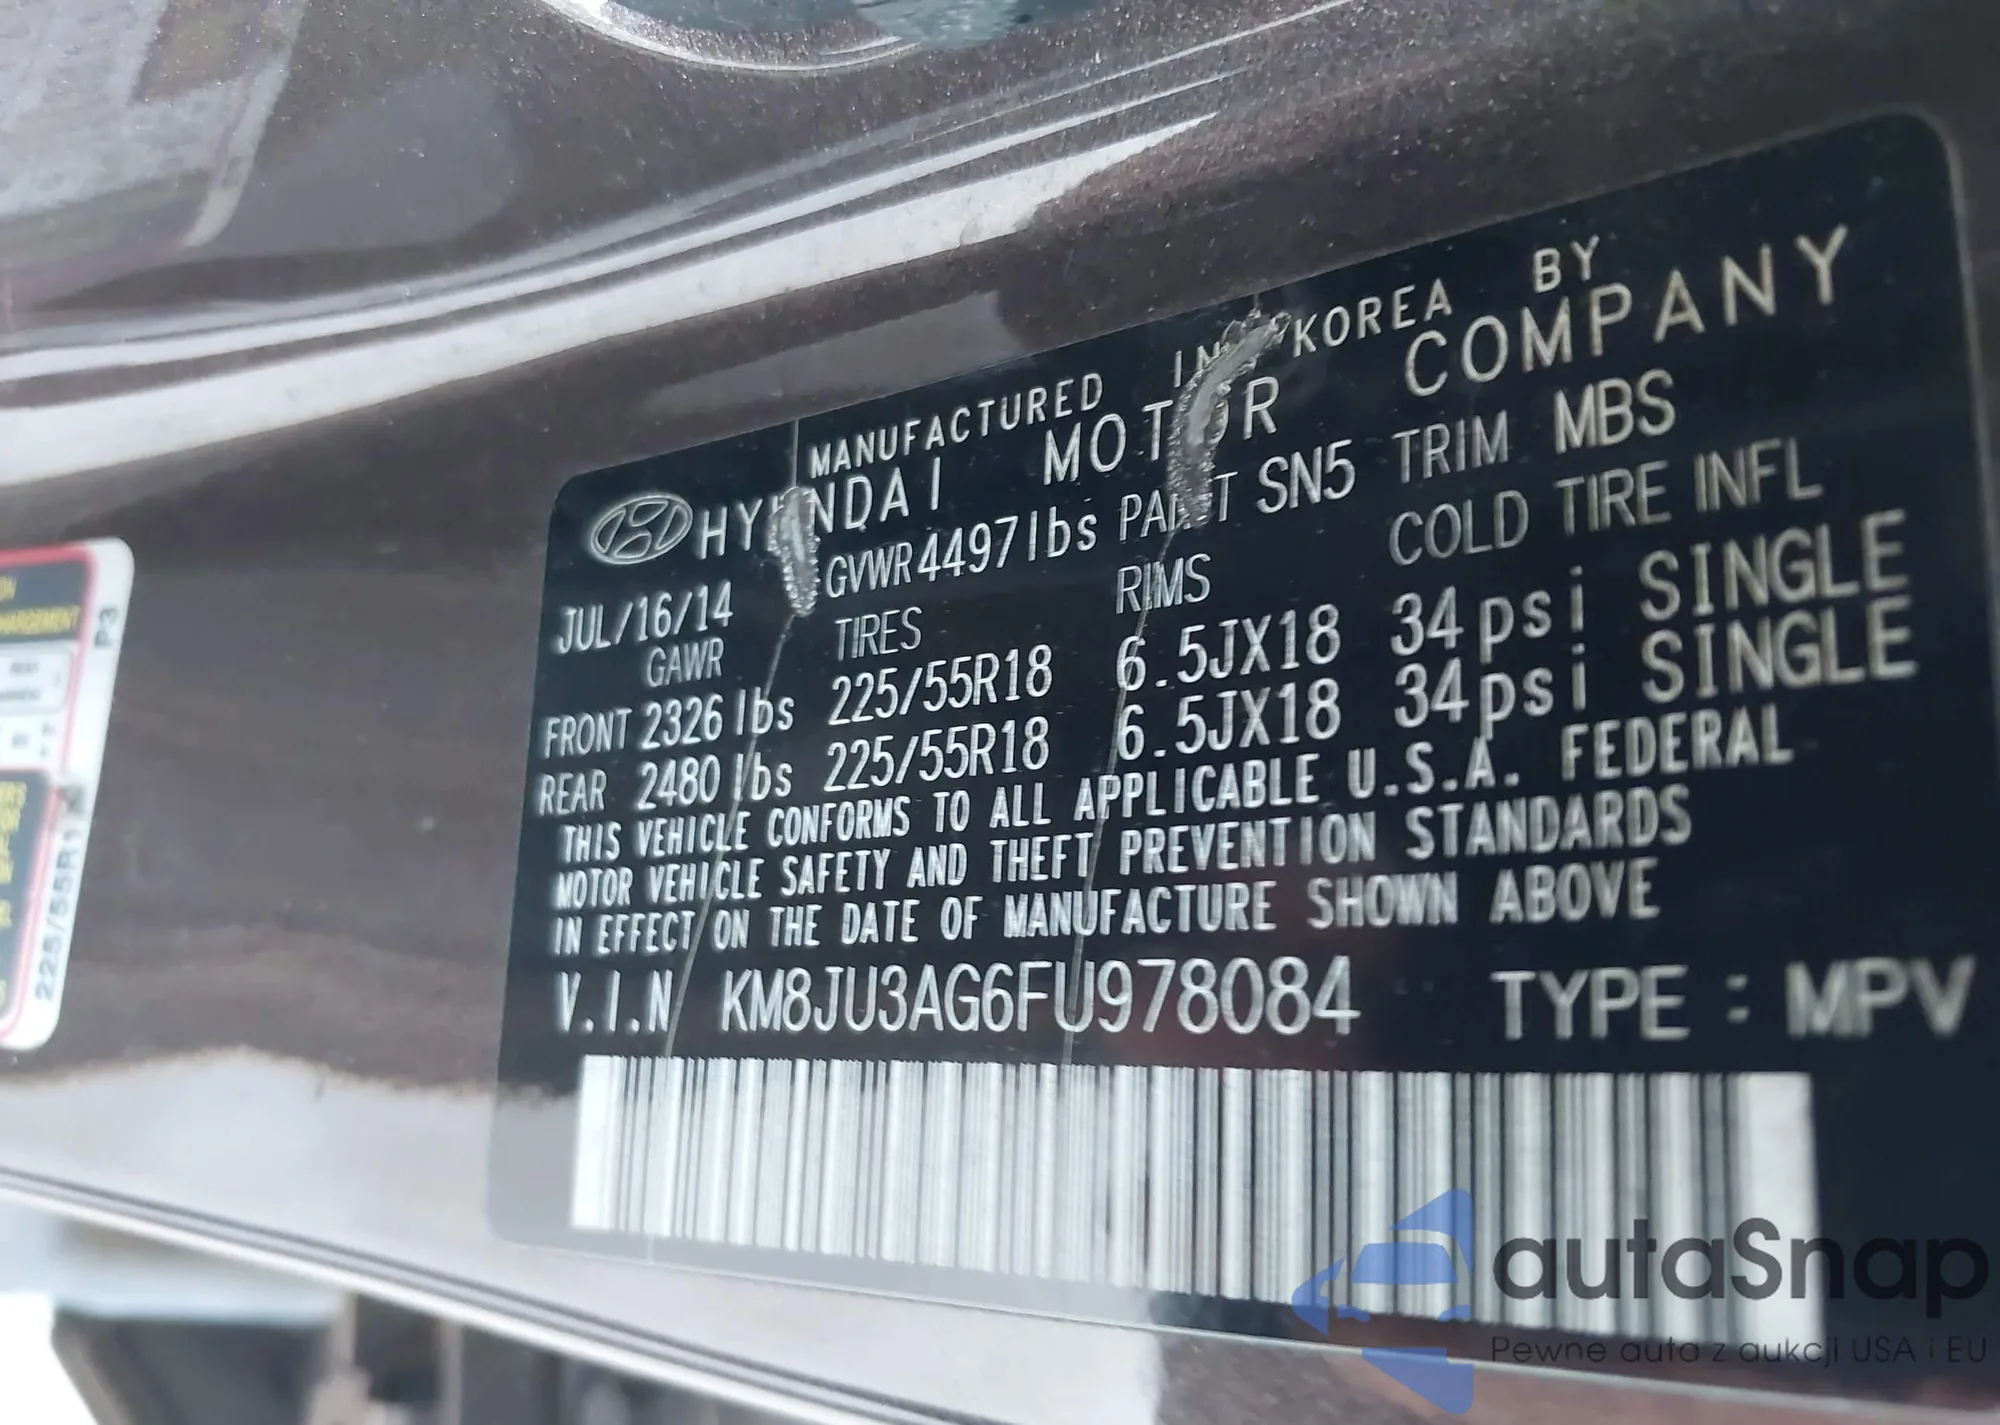 MANUFACTURED IN KOREA BY
HYUNDAI MOTOR COMPANY
JUL/16/14 GVWR 4497 lbs PAINT SN5 TRIM MBS
GAWR TIRES RIMS COLD TIRE INFL
FRONT 2326 lbs 225/55R18 6.5JX18 34psi SINGLE
REAR 2480 lbs 225/55R18 6.5JX18 34psi SINGLE
THIS VEHICLE CONFORMS TO ALL APPLICABLE U.S.A. FEDERAL
MOTOR VEHICLE SAFETY AND THEFT PREVENTION STANDARDS
IN EFFECT ON THE DATE OF MANUFACTURE SHOWN ABOVE
V.I.N KM8JU3AG6FU978084 TYPE : MPV
P3
autaSnap
Pewne auta z aukcji USA i EU